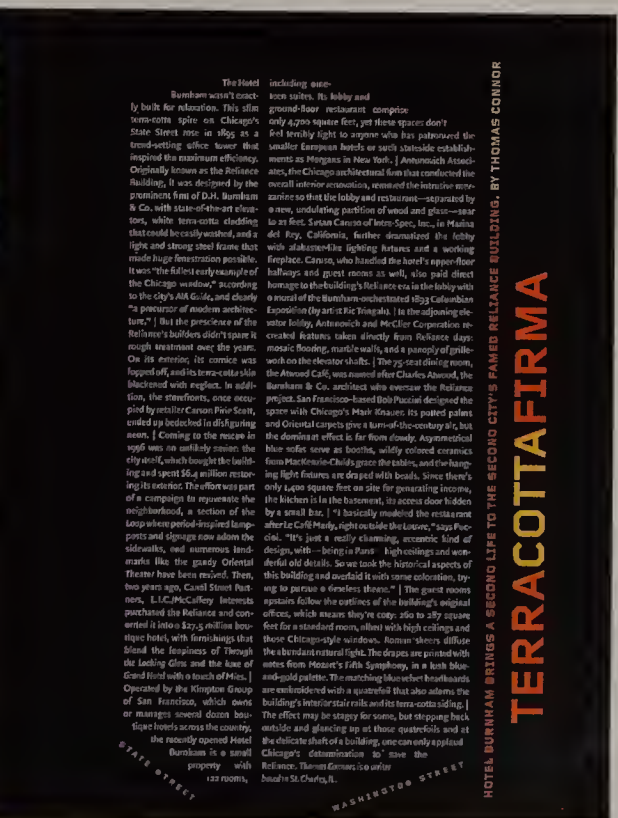 The Hotel
Burnham wasn't exact-
ly built for relaxation. This slim
terra-cotta spire on Chicago's
State Street rose in 1895 as a
trend-setting office tower that
inspired the maximum efficiency.
Originally known as the Reliance
Building, it was designed by the
prominent firm of D.H. Burnham
& Co. with state-of-the-art eleva-
tors, white terra-cotta cladding
that could be easily washed, and a
light and strong steel frame that
made huge fenestration possible.
It was "the fullest early example of
the Chicago window," according
to the city's AIA Guide, and clearly
"a precursor of modern architec-
ture." | But the prescience of the
Reliance's builders didn't spare it
rough treatment over the years.
On its exterior, its cornice was
lopped off, and its terra-cotta skin
blackened with neglect. In addi-
tion, the storefronts, once occu-
pied by retailer Carson Pirie Scott,
ended up bedecked in disfiguring
neon. | Coming to the rescue in
1996 was an unlikely savior: the
city itself, which bought the build-
ing and spent $6.4 million restor-
ing its exterior. The effort was part
of a campaign to rejuvenate the
neighborhood, a section of the
Loop where period-inspired lamp-
posts and signage now adorn the
sidewalks, and numerous land-
marks like the gaudy Oriental
Theater have been revived. Then,
two years ago, Canal Street Part-
ners, L.L.C./McCaffery Interests
purchased the Reliance and con-
verted it into a $27.5 million bou-
tique hotel, with furnishings that
blend the loopiness of Through
the Looking Glass and the luxe of
Grand Hotel with a touch of Mies. |
Operated by the Kimpton Group
of San Francisco, which owns
or manages several dozen bou-
tique hotels across the country,
the recently opened Hotel
Burnham is a small
property with
122 rooms,
including nine-
teen suites. Its lobby and
ground-floor restaurant comprise
only 4,700 square feet, yet these spaces don't
feel terribly tight to anyone who has patronized the
smaller European hotels or such stateside establish-
ments as Morgans in New York. | Antunovich Associ-
ates, the Chicago architectural firm that conducted the
overall interior renovation, removed the intrusive mez-
zanine so that the lobby and restaurant—separated by
a new, undulating partition of wood and glass—soar
to 20 feet. Susan Caruso of Intra-Spec, Inc., in Marina
del Rey, California, further dramatized the lobby
with alabaster-like lighting fixtures and a working
fireplace. Caruso, who handled the hotel's upper-floor
hallways and guest rooms as well, also paid direct
homage to the building's Reliance era in the lobby with
a mural of the Burnham-orchestrated 1893 Columbian
Exposition (by artist Ric Tringali). | In the adjoining ele-
vator lobby, Antunovich and McClier Corporation re-
created features taken directly from Reliance days:
mosaic flooring, marble walls, and a panoply of grille-
work on the elevator shafts. | The 75-seat dining room,
the Atwood Café, was named after Charles Atwood, the
Burnham & Co. architect who oversaw the Reliance
project. San Francisco-based Bob Puccini designed the
space with Chicago's Mark Knauer. Its potted palms
and Oriental carpets give a turn-of-the-century air, but
the dominant effect is far from dowdy. Asymmetrical
blue sofas serve as booths, wildly colored ceramics
from MacKenzie-Childs grace the tables, and the hang-
ing light fixtures are draped with beads. Since there's
only 1,400 square feet on site for generating income,
the kitchen is in the basement, its access door hidden
by a small bar. | "I basically modeled the restaurant
after Le Café Marly, right outside the Louvre," says Puc-
cini. "It's just a really charming, eccentric kind of
design, with—being in Paris—high ceilings and won-
derful old details. So we took the historical aspects of
this building and overlaid it with some coloration, try-
ing to pursue a timeless theme." | The guest rooms
upstairs follow the outlines of the building's original
offices, which means they're cozy: 260 to 287 square
feet for a standard room, albeit with high ceilings and
those Chicago-style windows. Roman sheers diffuse
the abundant natural light. The drapes are printed with
notes from Mozart's Fifth Symphony, in a lush blue-
and-gold palette. The matching blue velvet headboards
are embroidered with a quatrefoil that also adorns the
building's interior stair rails and its terra-cotta siding. |
The effect may be stagey for some, but stepping back
outside and glancing up at those quatrefoils and at
the delicate shaft of a building, one can only applaud
Chicago's determination to save the
Reliance. Thomas Connors is a writer
based in St. Charles, IL.
STATE STREET
WASHINGTON STREET
HOTEL BURNHAM BRINGS A SECOND LIFE TO THE SECOND CITY'S FAMED RELIANCE BUILDING, BY THOMAS CONNOR
TERRACOTTAFIRMA